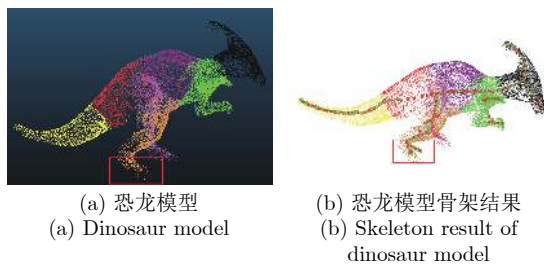 (a) 恐龙模型
(a) Dinosaur model
(b) 恐龙模型骨架结果
(b) Skeleton result of
dinosaur model